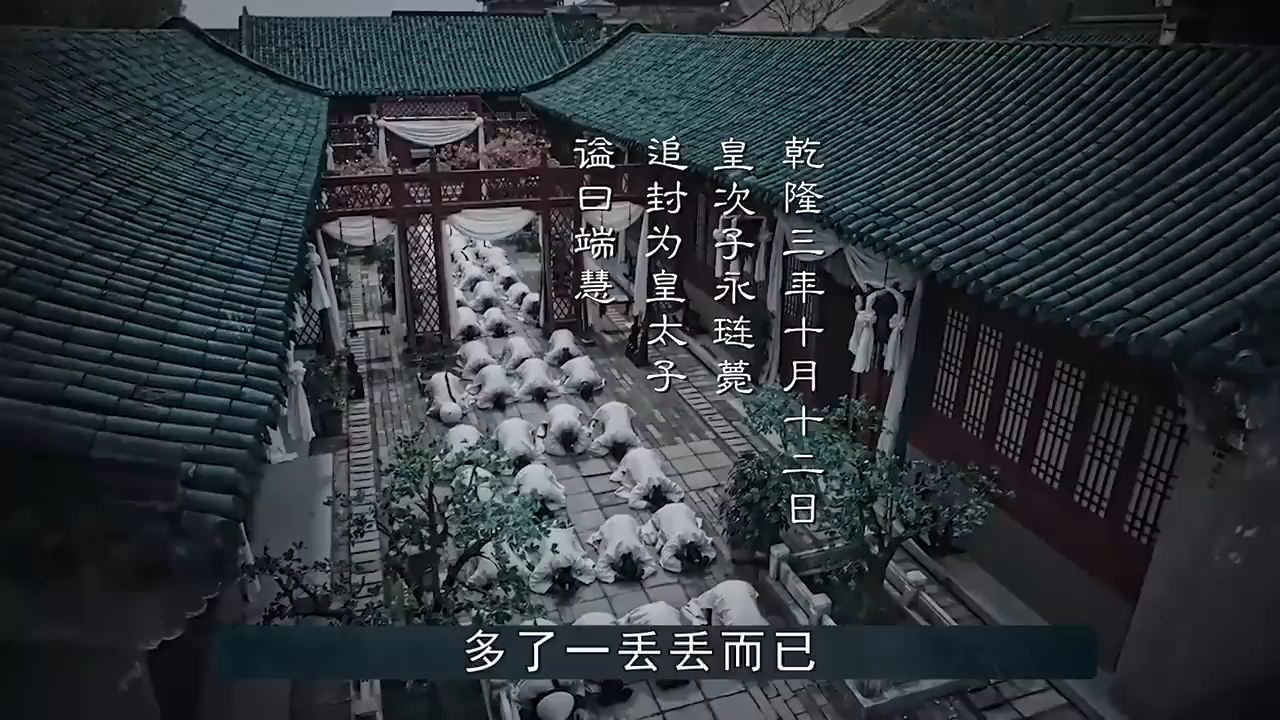 乾隆三年十月十二日
皇次子永琏薨
追封为皇太子
谥曰端慧
多了一丢丢而已